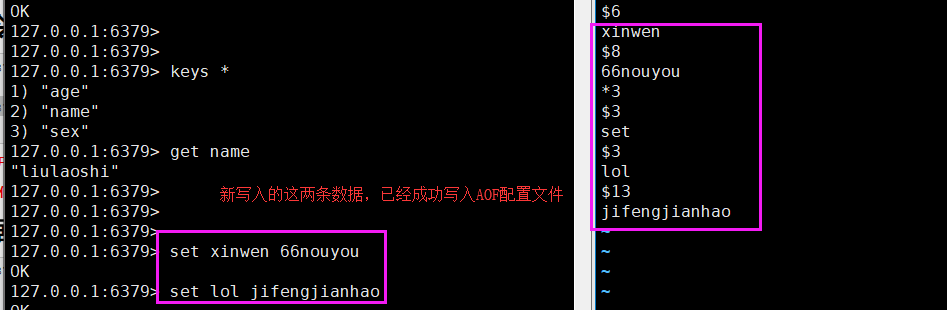 OK
127.0.0.1:6379>
127.0.0.1:6379>
127.0.0.1:6379> keys *
1) "age"
2) "name"
3) "sex"
127.0.0.1:6379> get name
"liulaoshi"
127.0.0.1:6379>
新写入的这两条数据，已经成功写入AOF配置文件
127.0.0.1:6379>
127.0.0.1:6379>
127.0.0.1:6379> set xinwen 66nouyou
OK
127.0.0.1:6379> set lol jifengjianhao
OK
$6
xinwen
$8
66nouyou
*3
$3
set
$3
lol
$13
jifengjianhao
~
~
~
~